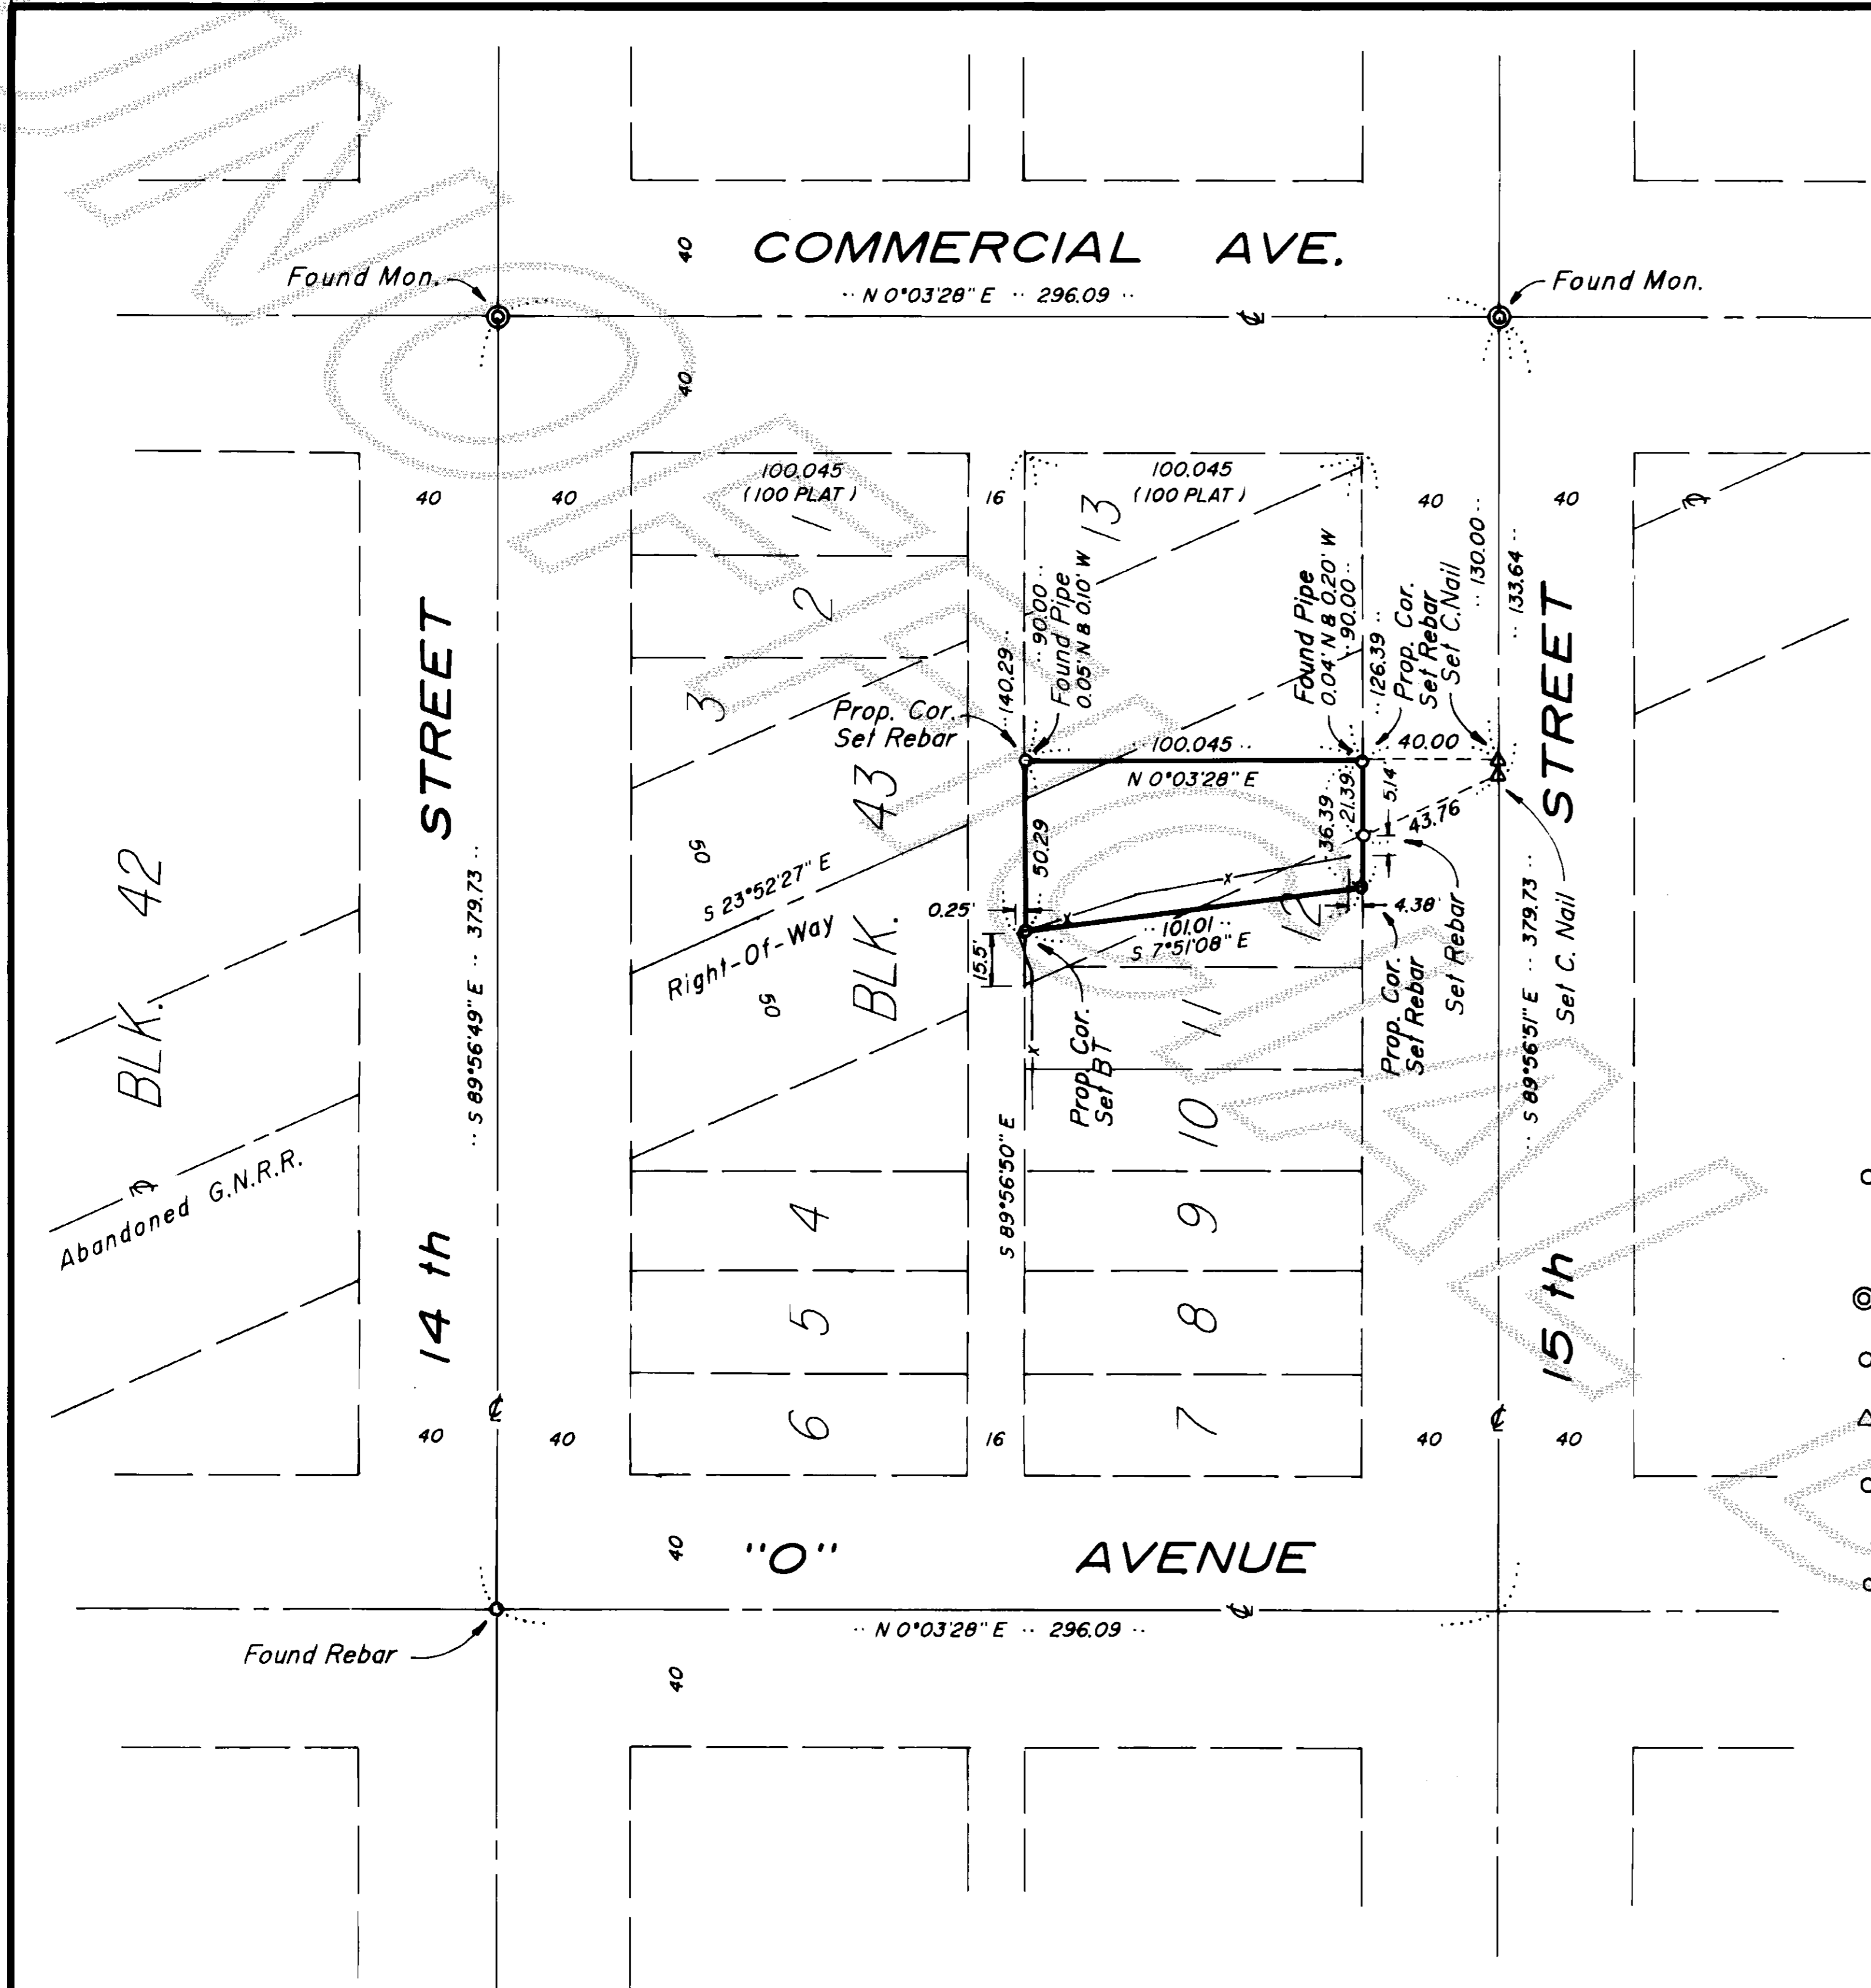 COMMERCIAL AVE.
·· N 0°03'28" E ·· 296.09 ··
Found Mon.
Found Mon.
40
40
40
40
100.045
(100 PLAT)
16
100.045
(100 PLAT)
40
40
1
2
3
13
·· 140.29 ··
·· 90.00 ··
Found Pipe
0.05' N & 0.10' W
Found Pipe
0.04' N & 0.20' W
·· 90.00 ··
·· 126.39 ··
Prop. Cor.
Set Rebar
Set C. Nail
·· 130.00 ··
·· 133.64 ··
Prop. Cor.
Set Rebar
·· 100.045 ··
N 0°03'28" E
40.00
50.29
·· 36.39 ··
21.39
5.14'
43.76
14 th STREET
15 th STREET
BLK. 42
BLK. 43
50
50
S 23°52'27" E
Right-Of-Way
0.25'
15.5'
·· 101.01 ··
S 7°51'08" E
12
4.38'
Prop. Cor.
Set BT
Prop. Cor.
Set Rebar
Set Rebar
Set C. Nail
·· S 89°56'49" E ·· 379.73 ··
S 89°56'50" E
·· S 89°56'51" E ·· 379.73 ··
Abandoned G.N.R.R.
11
10
4
9
5
8
6
7
40
40
16
40
40
40
"O" AVENUE
·· N 0°03'28" E ·· 296.09 ··
Found Rebar
40
UNOFFICIAL